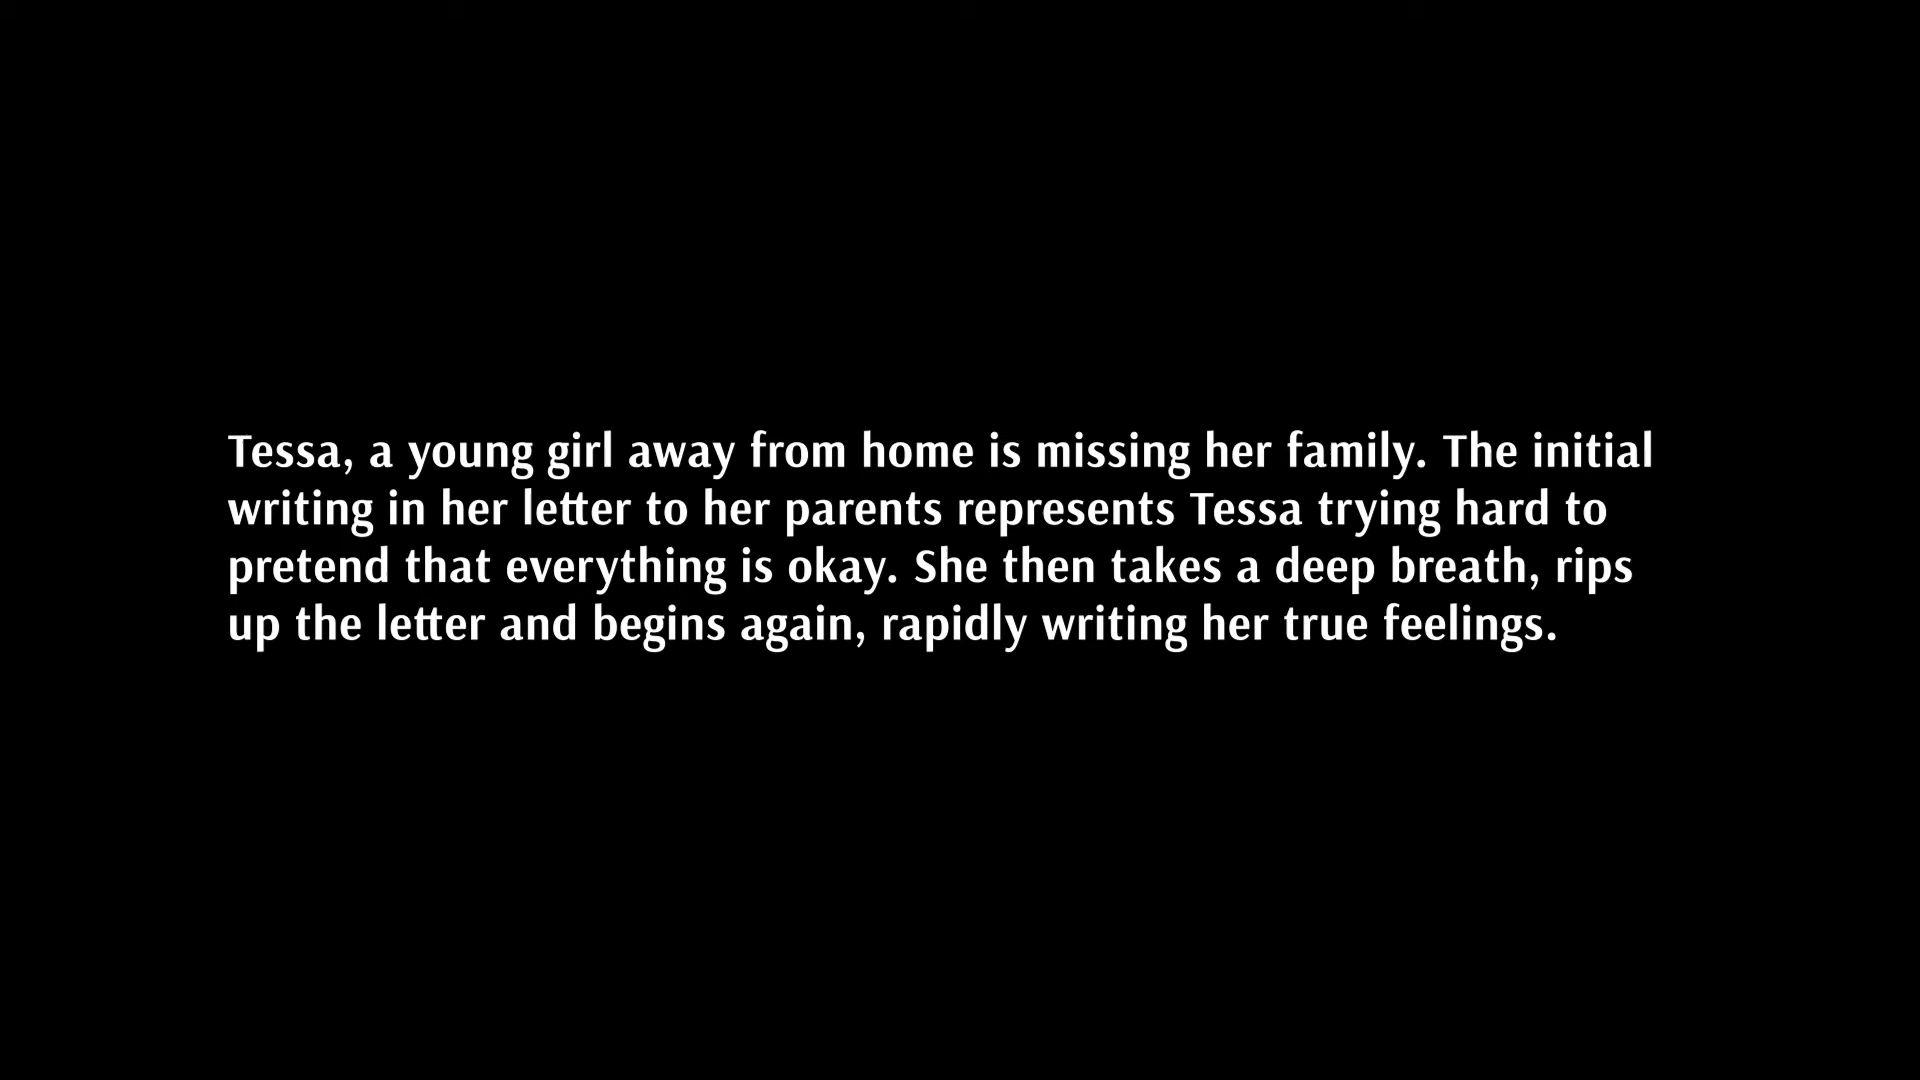 Tessa, a young girl away from home is missing her family. The initial
writing in her letter to her parents represents Tessa trying hard to
pretend that everything is okay. She then takes a deep breath, rips
up the letter and begins again, rapidly writing her true feelings.